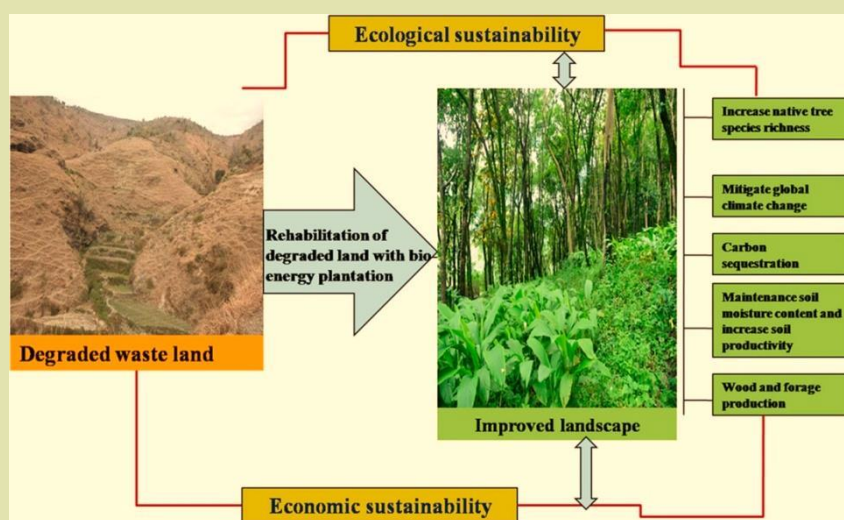 Ecological sustainability
Increase native tree
species richness
Mitigate global
climate change
Rehabilitation of
degraded land with bio
energy plantation
Carbon
sequestration
Maintenance soil
moisture content and
increase soil
productivity
Degraded waste land
Wood and forage
production
Improved landscape
Economic sustainability